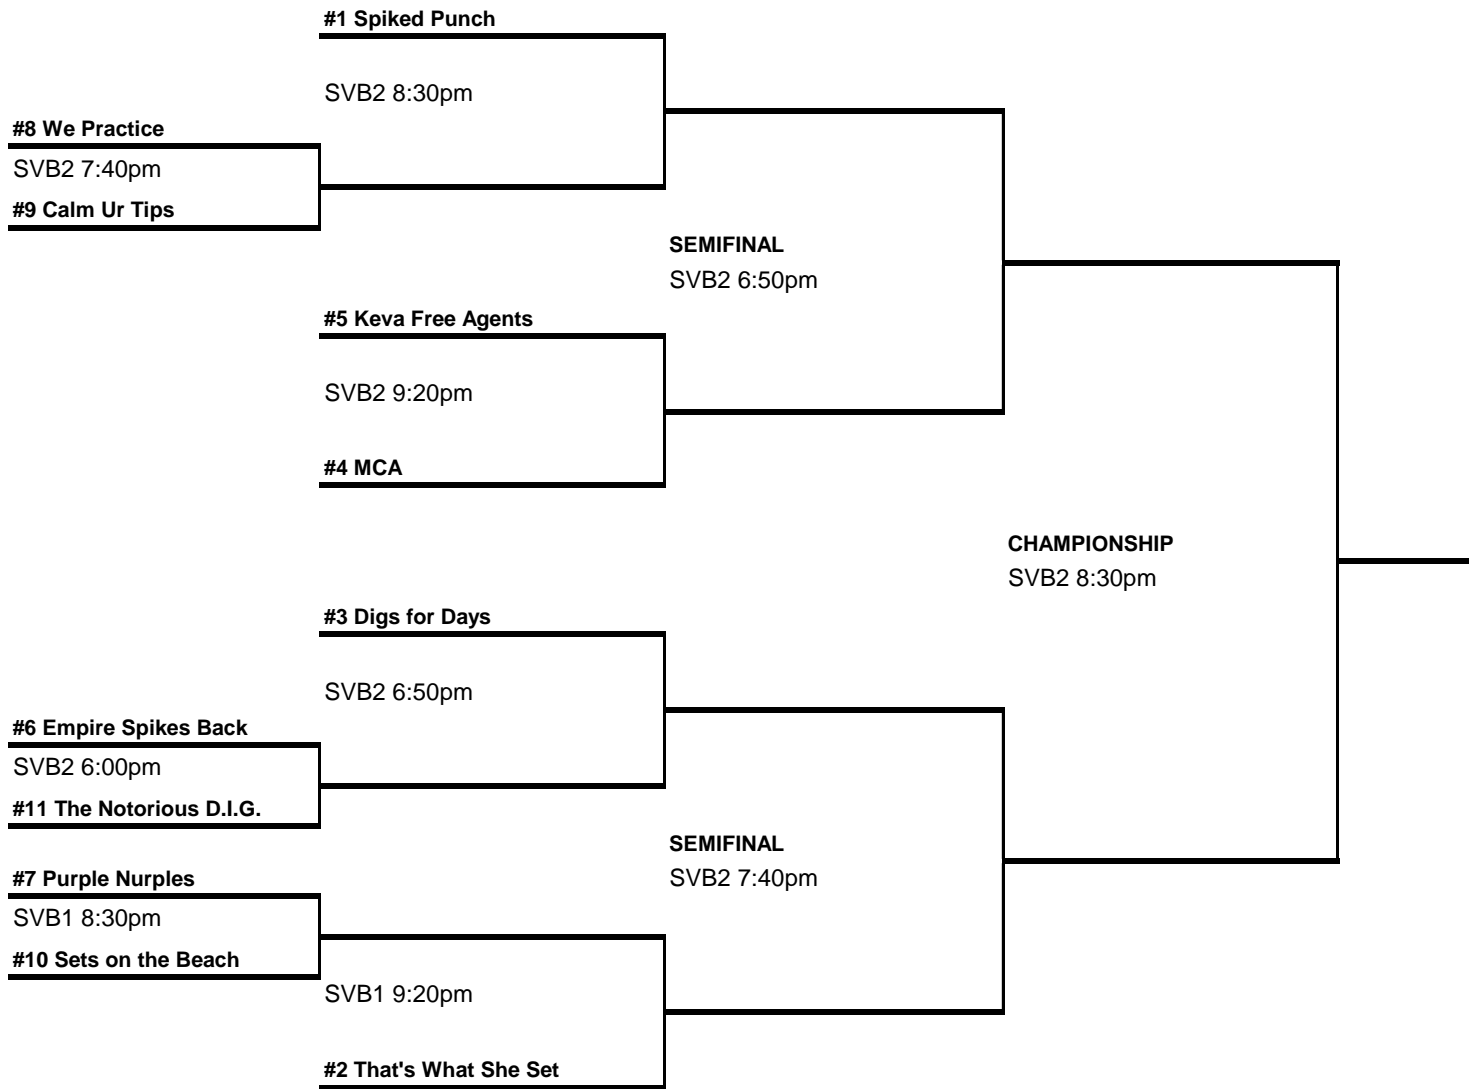 #1 Spiked Punch
SVB2 8:30pm
#8 We Practice
SVB2 7:40pm
#9 Calm Ur Tips
SEMIFINAL
SVB2 6:50pm
#5 Keva Free Agents
SVB2 9:20pm
#4 MCA
CHAMPIONSHIP
SVB2 8:30pm
#3 Digs for Days
SVB2 6:50pm
#6 Empire Spikes Back
SVB2 6:00pm
#11 The Notorious D.I.G.
SEMIFINAL
SVB2 7:40pm
#7 Purple Nurples
SVB1 8:30pm
#10 Sets on the Beach
SVB1 9:20pm
#2 That's What She Set